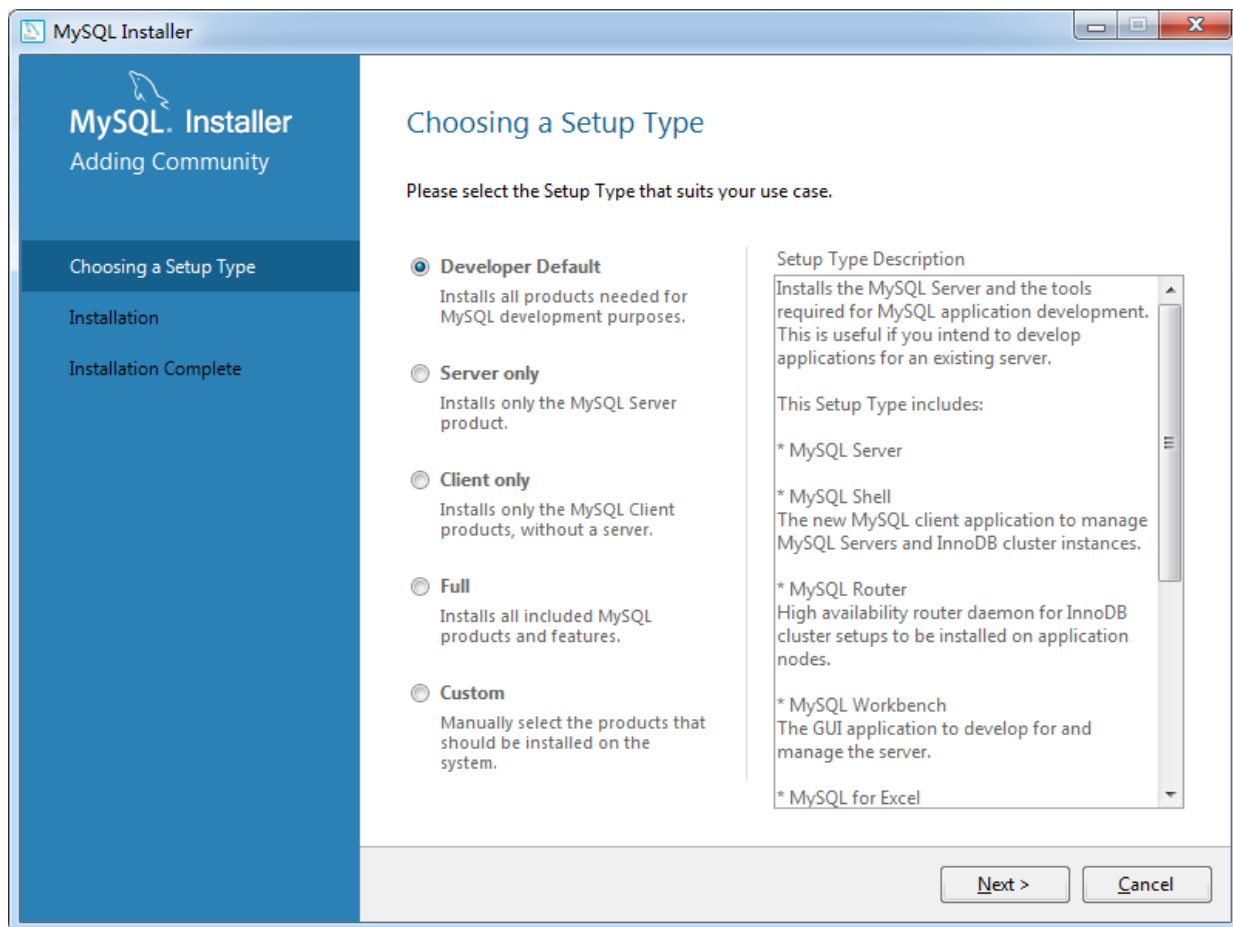 MySQL Installer
MySQL. Installer
Adding Community
Choosing a Setup Type
Installation
Installation Complete
Choosing a Setup Type
Please select the Setup Type that suits your use case.
Developer Default
Installs all products needed for
MySQL development purposes.
Server only
Installs only the MySQL Server
product.
Client only
Installs only the MySQL Client
products, without a server.
Full
Installs all included MySQL
products and features.
Custom
Manually select the products that
should be installed on the
system.
Setup Type Description
Installs the MySQL Server and the tools
required for MySQL application development.
This is useful if you intend to develop
applications for an existing server.
This Setup Type includes:
* MySQL Server
* MySQL Shell
The new MySQL client application to manage
MySQL Servers and InnoDB cluster instances.
* MySQL Router
High availability router daemon for InnoDB
cluster setups to be installed on application
nodes.
* MySQL Workbench
The GUI application to develop for and
manage the server.
* MySQL for Excel
Next >
Cancel